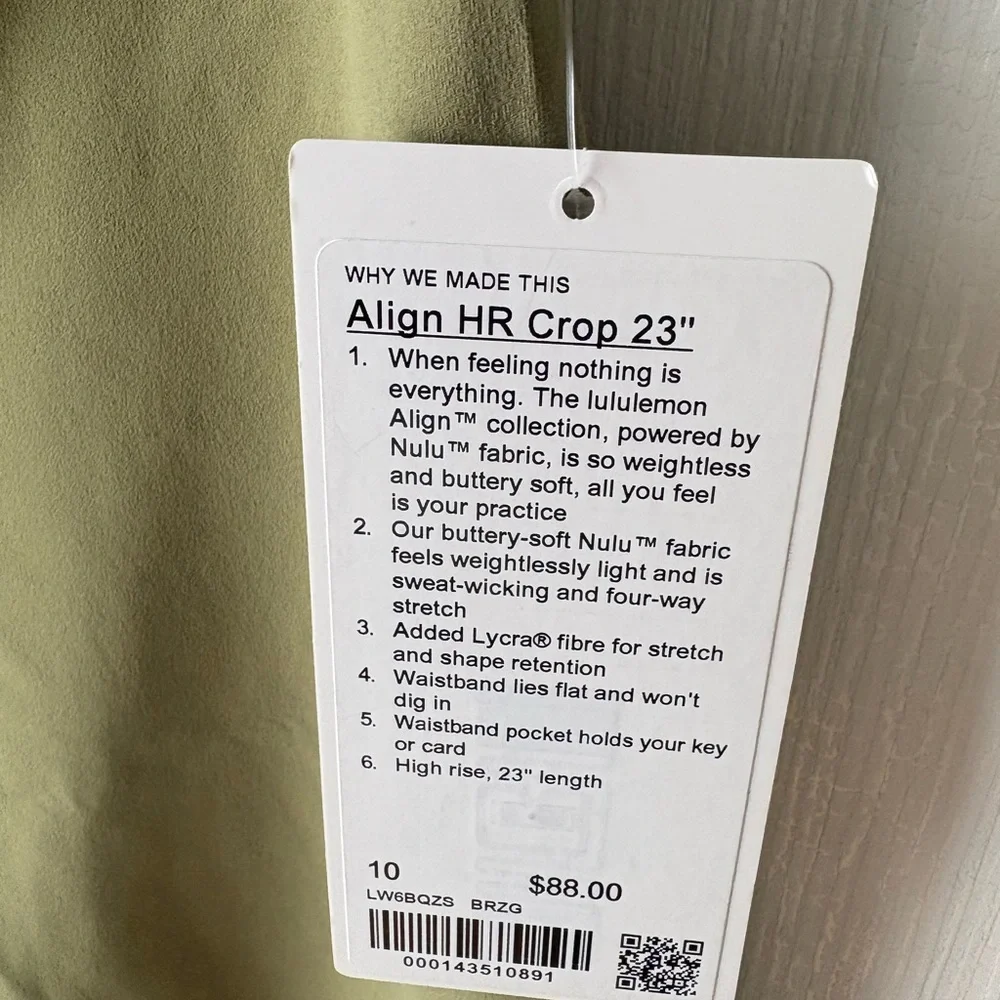 WHY WE MADE THIS
Align HR Crop 23"
1. When feeling nothing is
everything. The lululemon
Align™ collection, powered by
Nulu™ fabric, is so weightless
and buttery soft, all you feel
is your practice
2. Our buttery-soft Nulu™ fabric
feels weightlessly light and is
sweat-wicking and four-way
stretch
3. Added Lycra® fibre for stretch
and shape retention
4. Waistband lies flat and won't
dig in
5. Waistband pocket holds your key
or card
6. High rise, 23" length
10 $88.00
LW6BQZS BRZG
000143510891